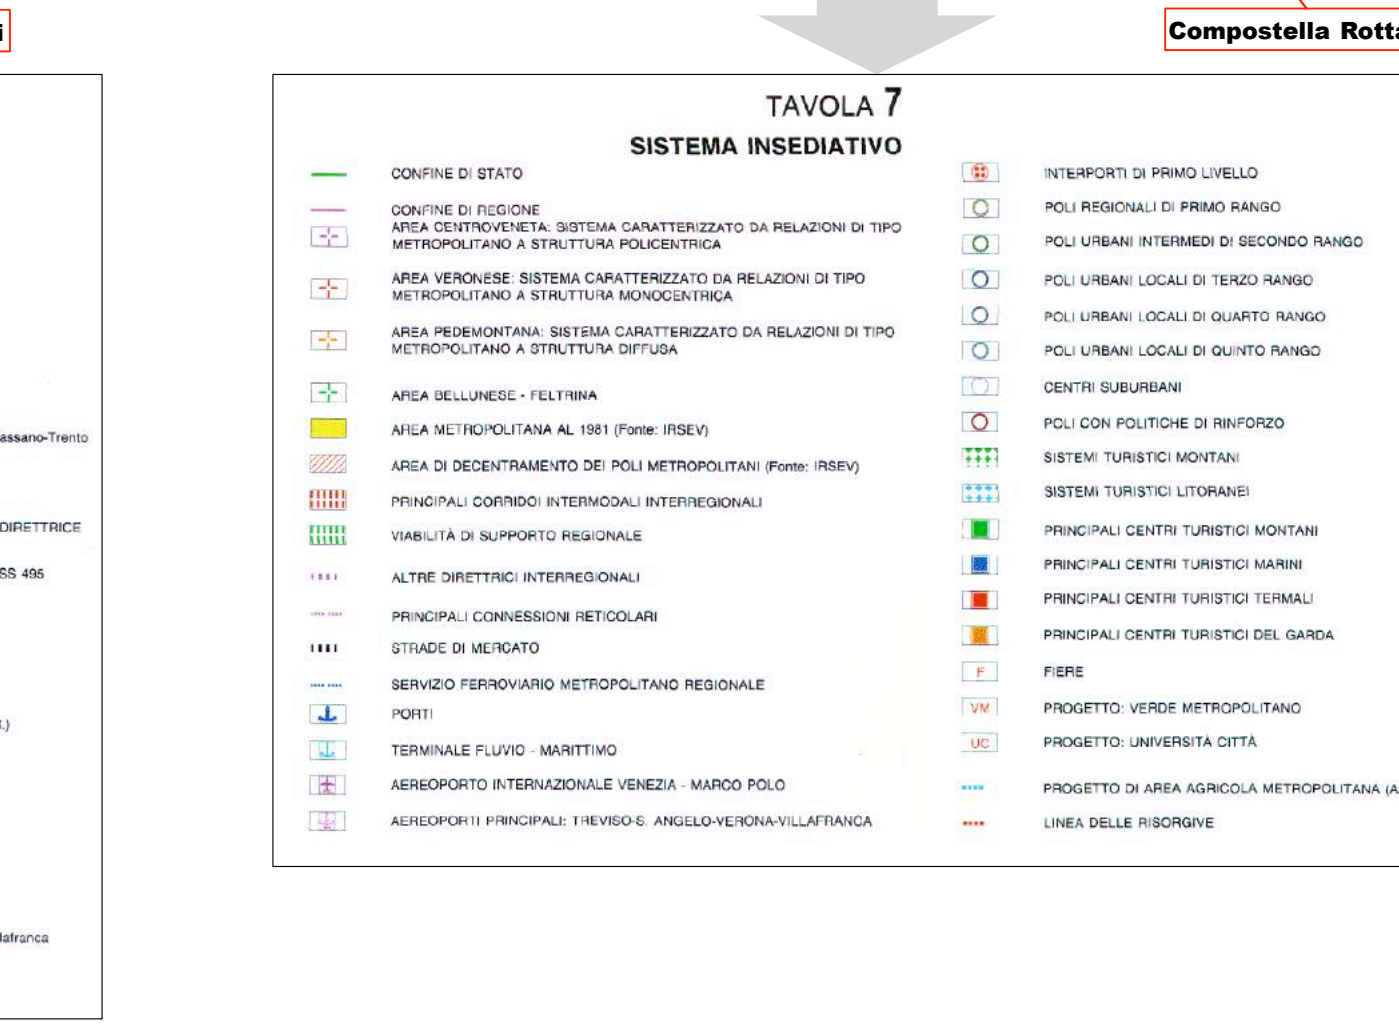 i
Compostella Rotta
assano-Trento
DIRETTRICE
SS 495
.)
lafranca
TAVOLA 7
SISTEMA INSEDIATIVO
CONFINE DI STATO
CONFINE DI REGIONE
AREA CENTROVENETA: SISTEMA CARATTERIZZATO DA RELAZIONI DI TIPO
METROPOLITANO A STRUTTURA POLICENTRICA
AREA VERONESE: SISTEMA CARATTERIZZATO DA RELAZIONI DI TIPO
METROPOLITANO A STRUTTURA MONOCENTRICA
AREA PEDEMONTANA: SISTEMA CARATTERIZZATO DA RELAZIONI DI TIPO
METROPOLITANO A STRUTTURA DIFFUSA
AREA BELLUNESE - FELTRINA
AREA METROPOLITANA AL 1981 (Fonte: IRSEV)
AREA DI DECENTRAMENTO DEI POLI METROPOLITANI (Fonte: IRSEV)
PRINCIPALI CORRIDOI INTERMODALI INTERREGIONALI
VIABILITÀ DI SUPPORTO REGIONALE
ALTRE DIRETTRICI INTERREGIONALI
PRINCIPALI CONNESSIONI RETICOLARI
STRADE DI MERCATO
SERVIZIO FERROVIARIO METROPOLITANO REGIONALE
PORTI
TERMINALE FLUVIO - MARITTIMO
AEREOPORTO INTERNAZIONALE VENEZIA - MARCO POLO
AEREOPORTI PRINCIPALI: TREVISO-S. ANGELO-VERONA-VILLAFRANCA
INTERPORTI DI PRIMO LIVELLO
POLI REGIONALI DI PRIMO RANGO
POLI URBANI INTERMEDI DI SECONDO RANGO
POLI URBANI LOCALI DI TERZO RANGO
POLI URBANI LOCALI DI QUARTO RANGO
POLI URBANI LOCALI DI QUINTO RANGO
CENTRI SUBURBANI
POLI CON POLITICHE DI RINFORZO
SISTEMI TURISTICI MONTANI
SISTEMI TURISTICI LITORANEI
PRINCIPALI CENTRI TURISTICI MONTANI
PRINCIPALI CENTRI TURISTICI MARINI
PRINCIPALI CENTRI TURISTICI TERMALI
PRINCIPALI CENTRI TURISTICI DEL GARDA
F FIERE
VM PROGETTO: VERDE METROPOLITANO
UC PROGETTO: UNIVERSITÀ CITTÀ
PROGETTO DI AREA AGRICOLA METROPOLITANA (A
LINEA DELLE RISORGIVE